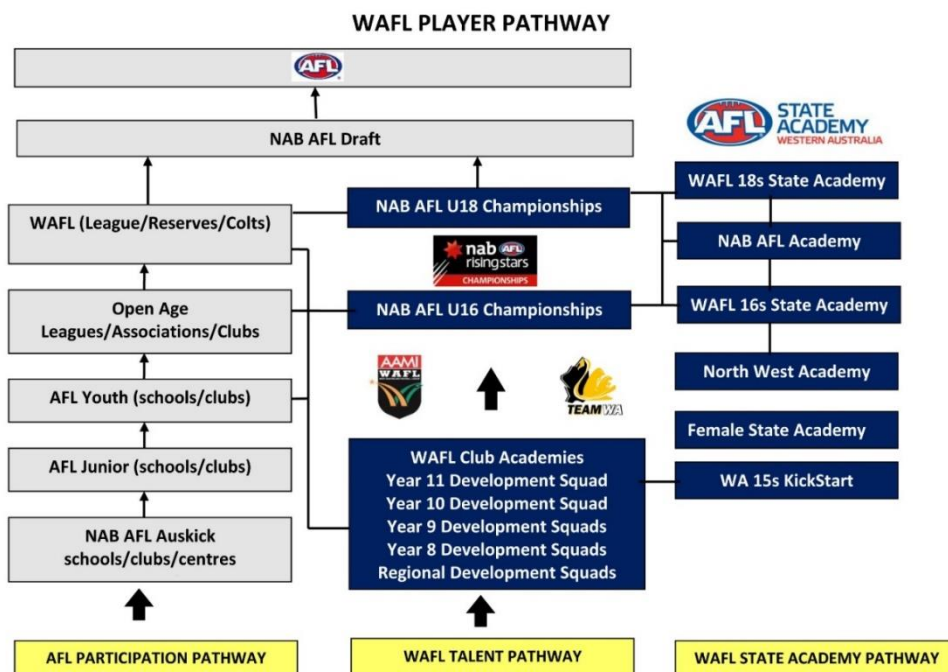 WAFL PLAYER PATHWAY
AFL
NAB AFL Draft
AFL
STATE
ACADEMY
WESTERN AUSTRALIA
WAFL (League/Reserves/Colts)
Open Age
Leagues/Associations/Clubs
AFL Youth (schools/clubs)
AFL Junior (schools/clubs)
NAB AFL Auskick
schools/clubs/centres
AFL PARTICIPATION PATHWAY
NAB AFL U18 Championships
nab AFL
rising stars
CHAMPIONSHIPS
NAB AFL U16 Championships
AAMI
WAFL
TEAMWA
WAFL Club Academies
Year 11 Development Squad
Year 10 Development Squad
Year 9 Development Squads
Year 8 Development Squads
Regional Development Squads
WAFL TALENT PATHWAY
WAFL 18s State Academy
NAB AFL Academy
WAFL 16s State Academy
North West Academy
Female State Academy
WA 15s KickStart
WAFL STATE ACADEMY PATHWAY